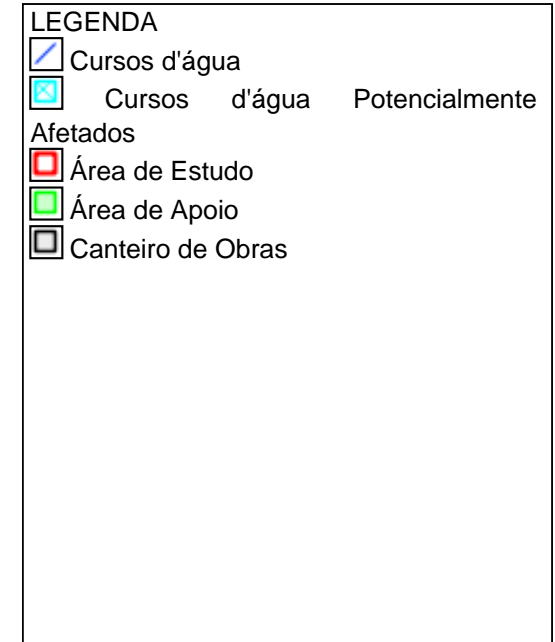 LEGENDA
Cursos d'água
Cursos d'água Potencialmente
Afetados
Área de Estudo
Área de Apoio
Canteiro de Obras